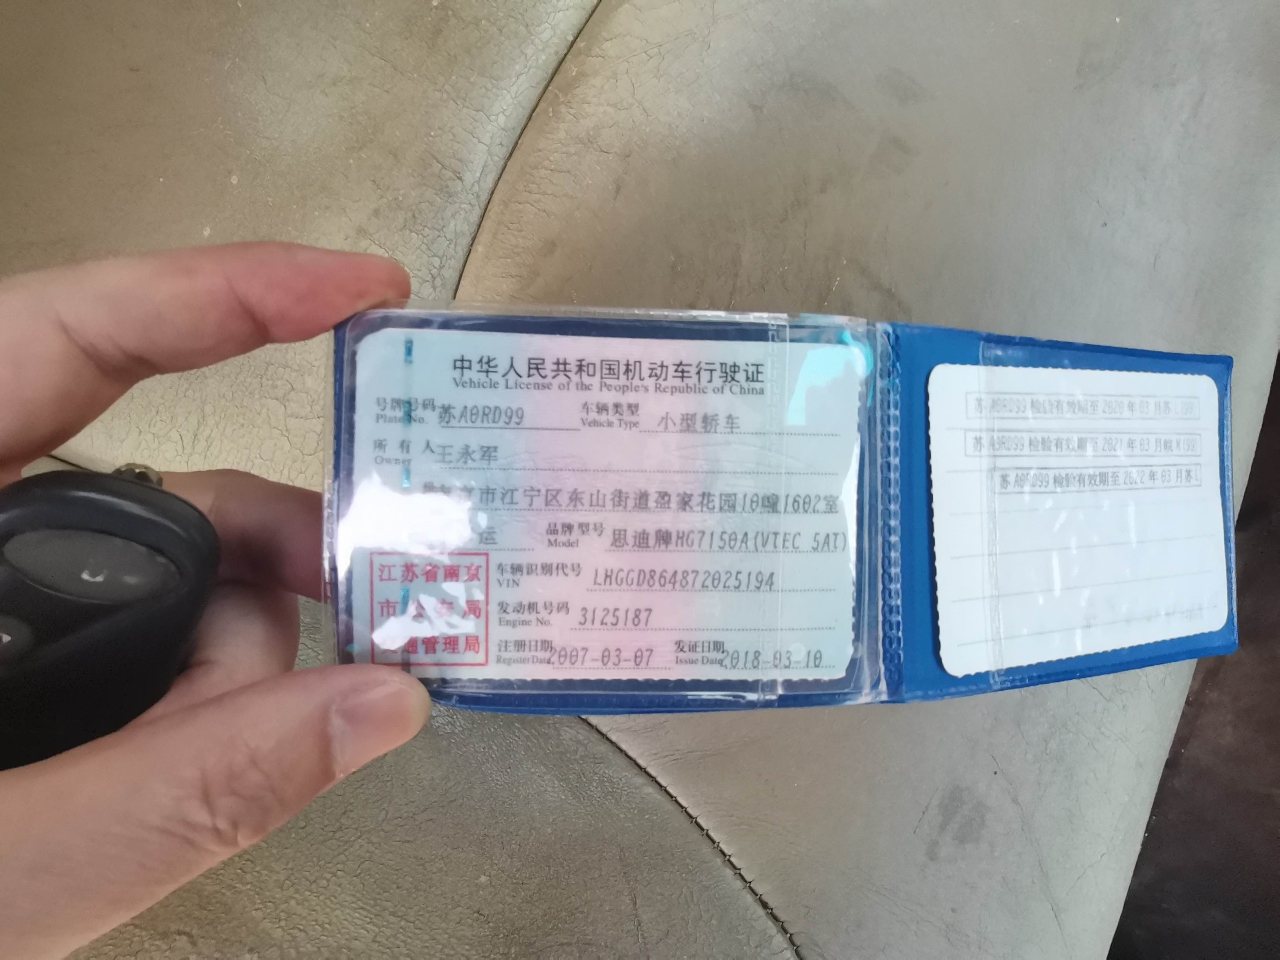 中华人民共和国机动车行驶证
Vehicle License of the People's Republic of China
号牌号码 苏A0RD99 车辆类型 小型轿车
Plate No. Vehicle Type
所有人 王永军
Owner
京市江宁区东山街道盈家花园10幢1602室
运 品牌型号 思迪牌HG7150A(VTEC 5AT)
Model
江苏省南京
市公安局
通管理局
车辆识别代号 LHGGD864872025194
VIN
发动机号码 3125187
Engine No.
注册日期 2007-03-07 发证日期 2018-03-10
Register Date Issue Date
苏A0RD99 检验有效期至 2020年03月苏
苏A0RD99 检验有效期至 2021年03月皖
苏A0RD99 检验有效期至 2022年03月苏